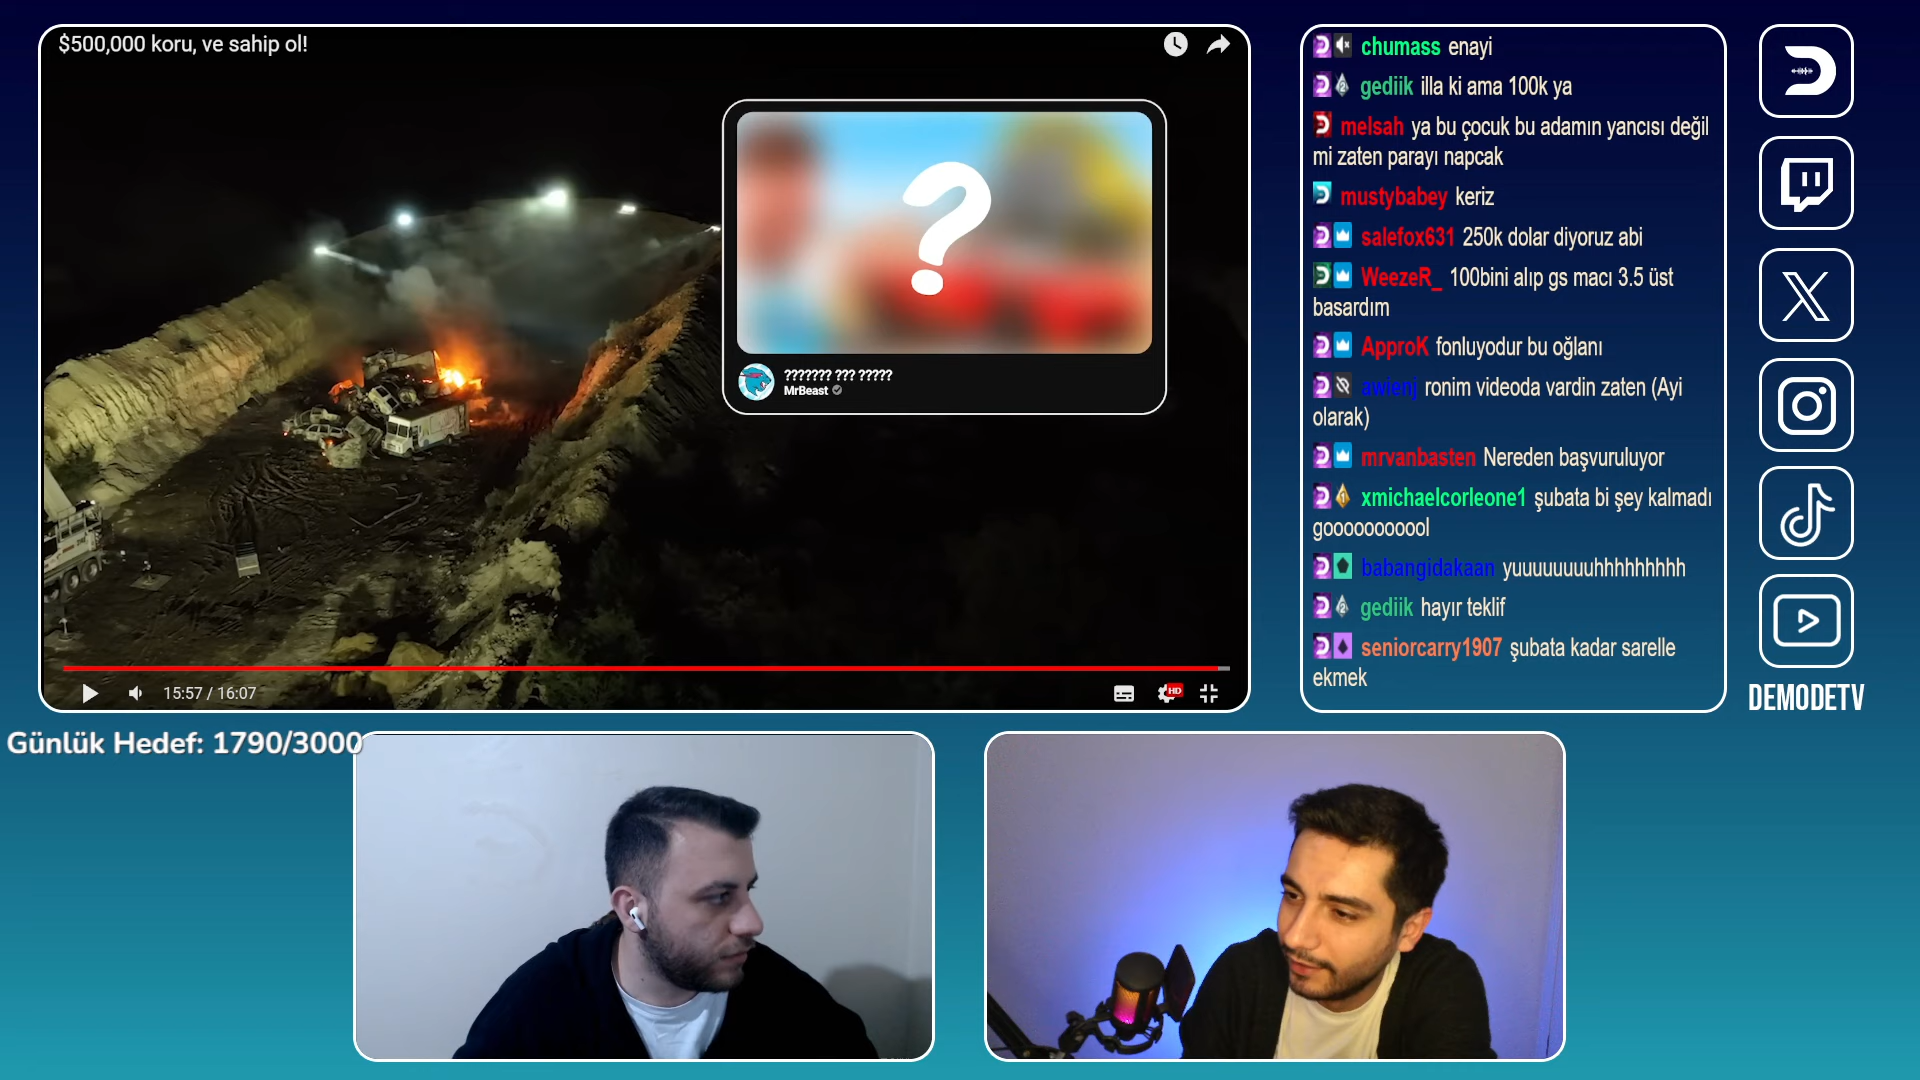 $500,000 koru, ve sahip ol!
??????? ??? ?????
MrBeast
15:57 / 16:07
HD
chumass enayi
gediik illa ki ama 100k ya
melsah ya bu çocuk bu adamın yancısı değil
mi zaten parayı napcak
mustybabey keriz
salefox631 250k dolar diyoruz abi
WeezeR_ 100bini alıp gs macı 3.5 üst
basardım
ApproK fonluyodur bu oğlanı
awienj ronim videoda vardin zaten (Ayi
olarak)
mrvanbasten Nereden başvuruluyor
xmichaelcorleone1 şubata bi şey kalmadı
gooooooooool
babangidakaan yuuuuuuuuhhhhhhhhh
gediik hayır teklif
seniorcarry1907 şubata kadar sarelle
ekmek
DEMODETV
Günlük Hedef: 1790/3000